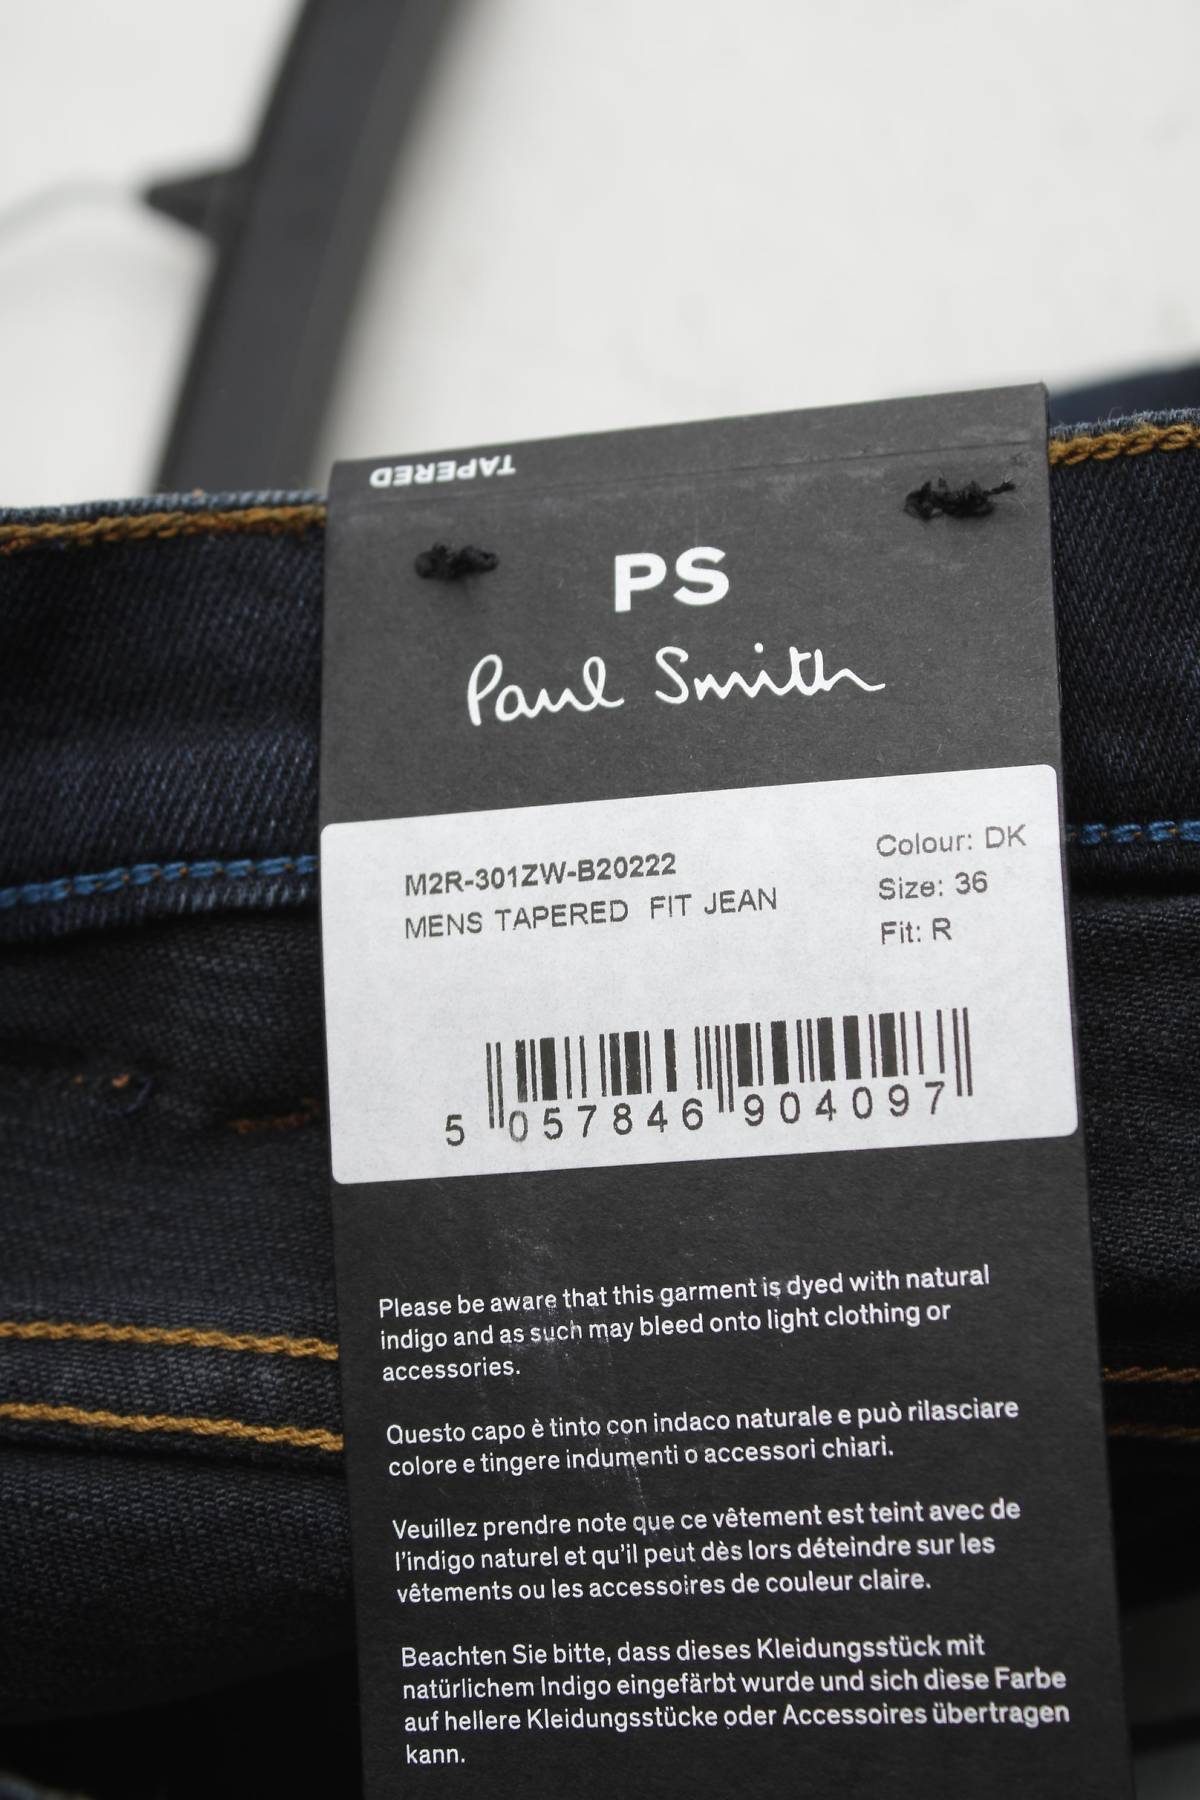 TAPERED
PS
Paul Smith
M2R-301ZW-B20222
MENS TAPERED FIT JEAN
Colour: DK
Size: 36
Fit: R
5 057846 904097
Please be aware that this garment is dyed with natural
indigo and as such may bleed onto light clothing or
accessories.
Questo capo è tinto con indaco naturale e può rilasciare
colore e tingere indumenti o accessori chiari.
Veuillez prendre note que ce vêtement est teint avec de
l'indigo naturel et qu'il peut dès lors déteindre sur les
vêtements ou les accessoires de couleur claire.
Beachten Sie bitte, dass dieses Kleidungsstück mit
natürlichem Indigo eingefärbt wurde und sich diese Farbe
auf hellere Kleidungsstücke oder Accessoires übertragen
kann.